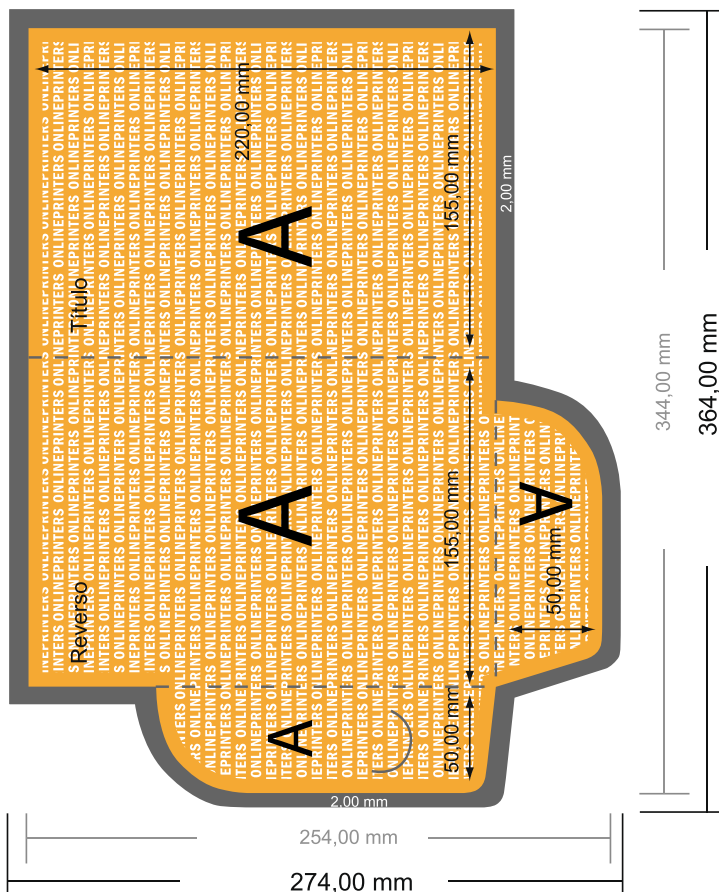 220,00 mm
155,00 mm
2,00 mm
A
Título
344,00 mm
364,00 mm
A
155,00 mm
A
50,00 mm
Reverso
A
50,00 mm
2,00 mm
254,00 mm
274,00 mm
ONLINEPRINTERS ONLINEPRINTERS ONLINEPRINTERS